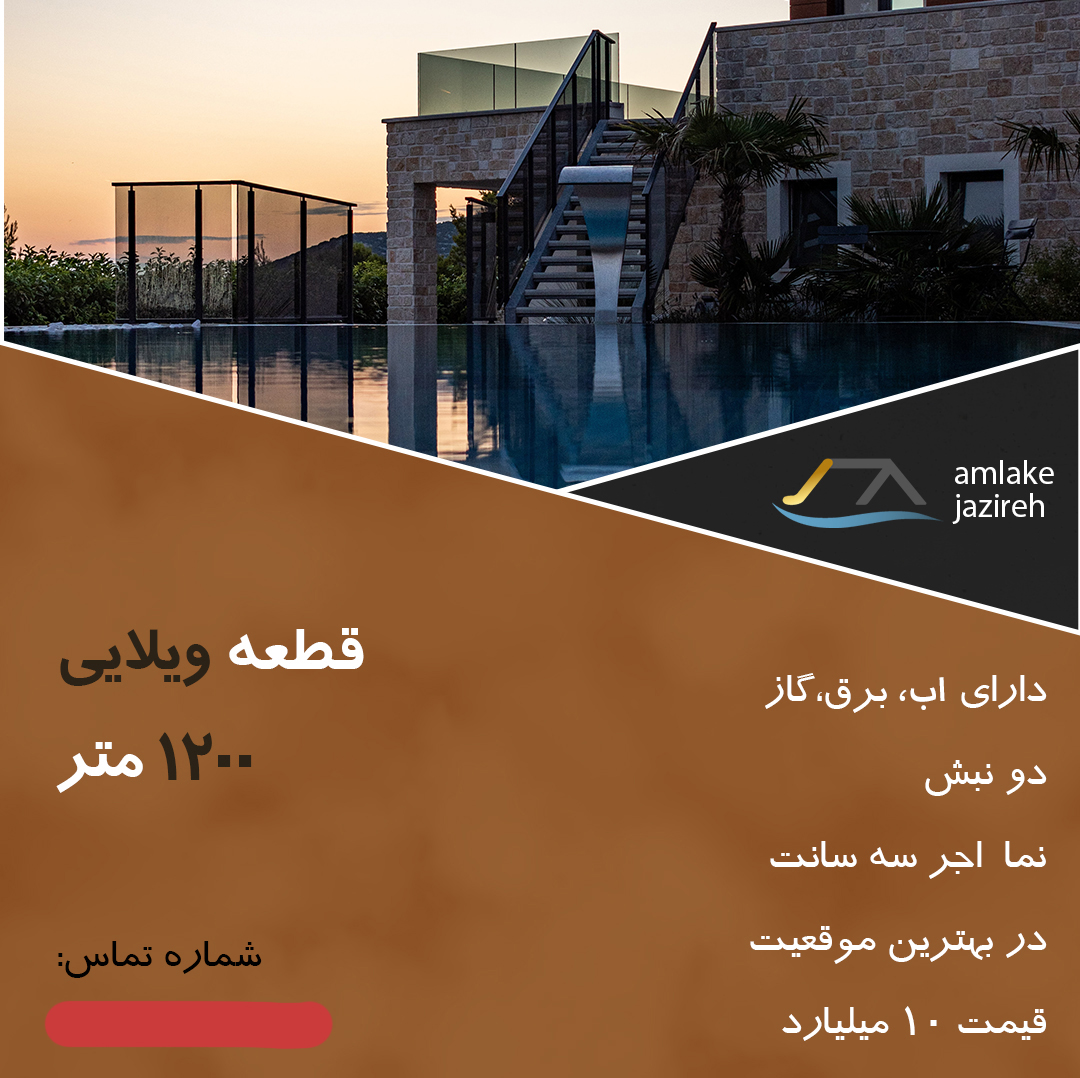 amlake
jazireh
قطعه ویلایی
۱۲۰۰ متر
دارای اب، برق،گاز
دو نبش
نما اجر سه سانت
در بهترین موقعیت
قیمت ۱۰ میلیارد
شماره تماس: